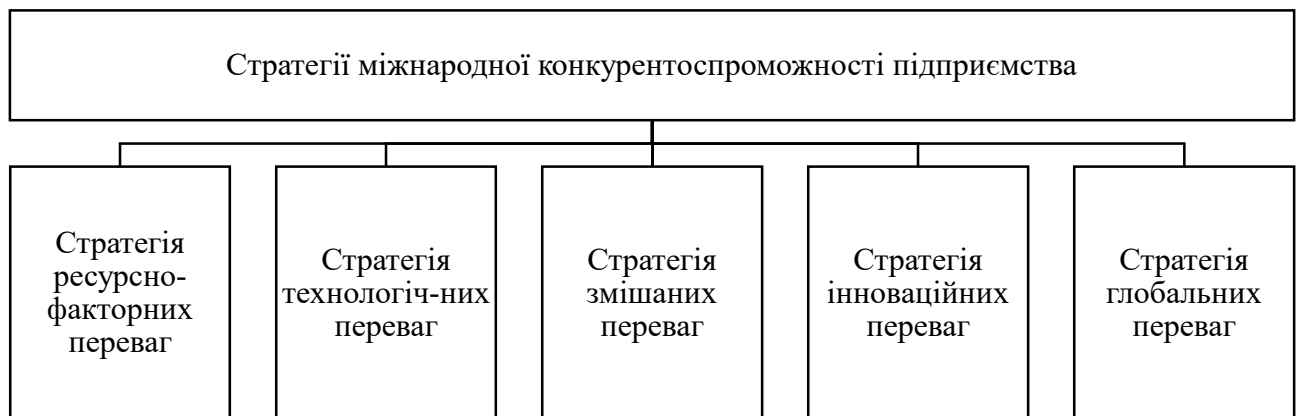 Стратегії міжнародної конкурентоспроможності підприємства
Стратегія
ресурсно-
факторних
переваг
Стратегія
технологіч-них
переваг
Стратегія
змішаних
переваг
Стратегія
інноваційних
переваг
Стратегія
глобальних
переваг